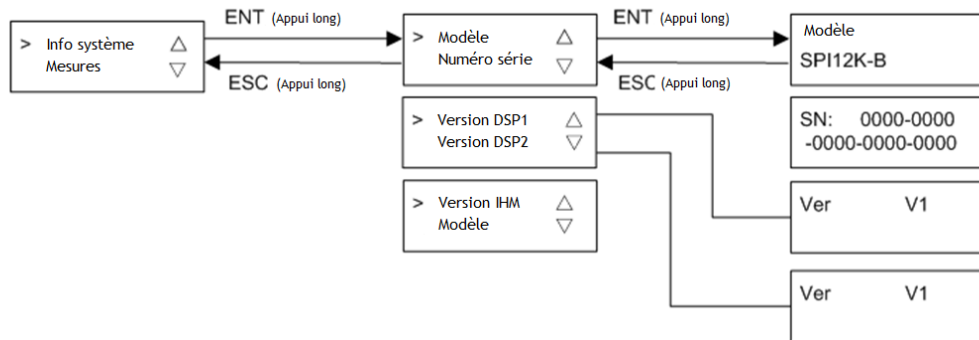 ENT (Appui long)
ENT (Appui long)
> Info système △
Mesures ▽
> Modèle △
Numéro série ▽
Modèle
SPI12K-B
ESC (Appui long)
ESC (Appui long)
> Version DSP1 △
Version DSP2 ▽
SN: 0000-0000
-0000-0000-0000
> Version IHM △
Modèle ▽
Ver V1
Ver V1